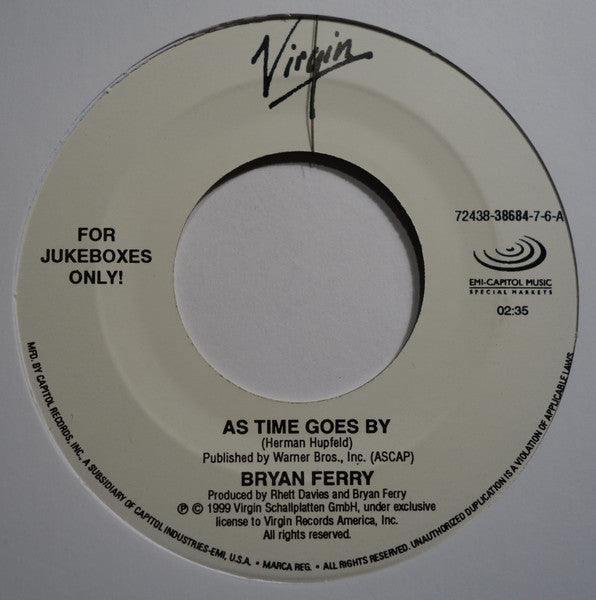 Virgin
FOR
JUKEBOXES
ONLY!
72438-38684-7-6-A
EMI-CAPITOL MUSIC
SPECIAL MARKETS
02:35
AS TIME GOES BY
(Herman Hupfeld)
Published by Warner Bros., Inc. (ASCAP)
BRYAN FERRY
Produced by Rhett Davies and Bryan Ferry
℗ © 1999 Virgin Schallplatten GmbH, under exclusive
license to Virgin Records America, Inc.
All rights reserved.
MFD. BY CAPITOL RECORDS, INC., A SUBSIDIARY OF CAPITOL INDUSTRIES-EMI, U.S.A. • MARCA REG. • ALL RIGHTS RESERVED. UNAUTHORIZED DUPLICATION IS A VIOLATION OF APPLICABLE LAWS.